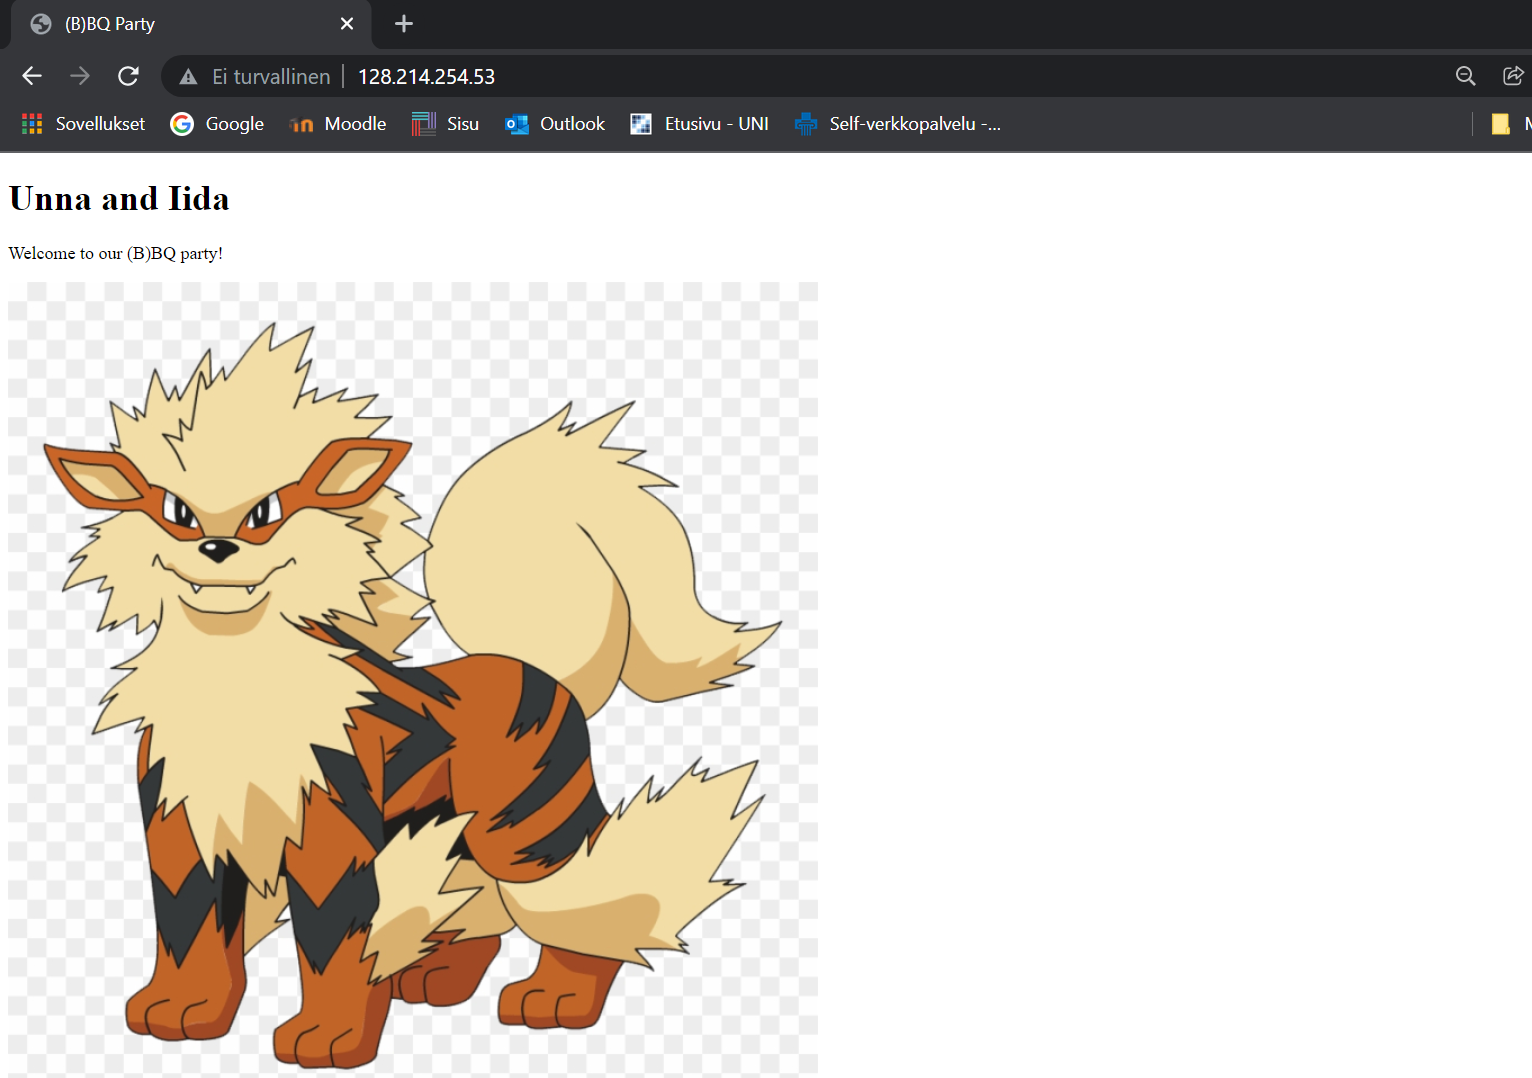 (B)BQ Party
Ei turvallinen 128.214.254.53
Sovellukset Google Moodle Sisu Outlook Etusivu - UNI Self-verkkopalvelu -...
Unna and Iida
Welcome to our (B)BQ party!